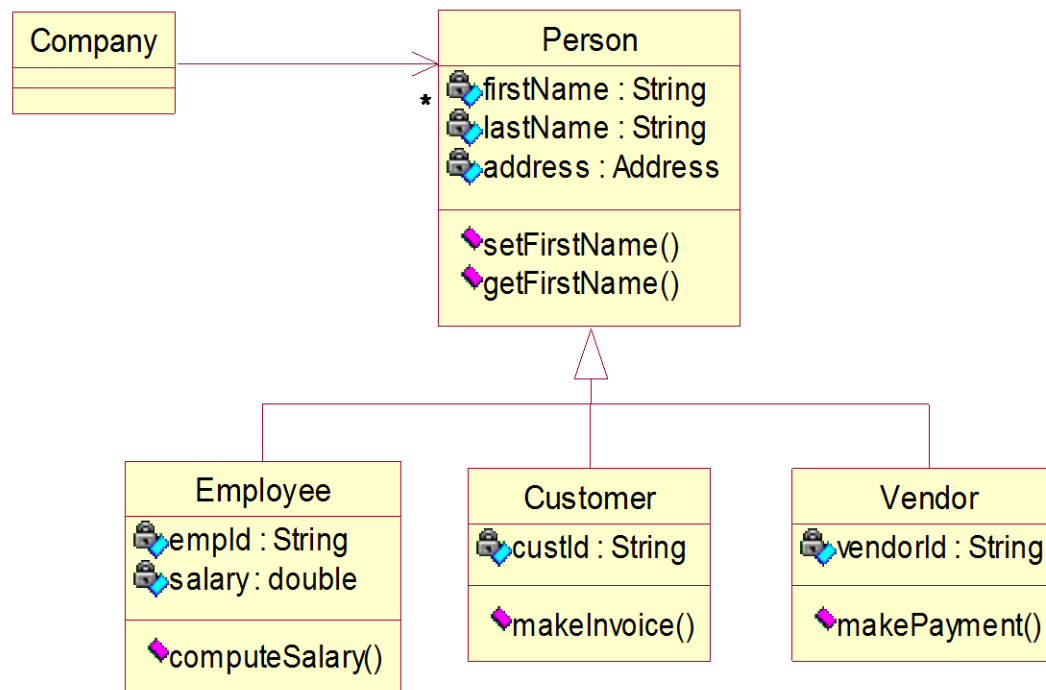 Company
*
Person
firstName : String
lastName : String
address : Address
setFirstName()
getFirstName()
Employee
empId : String
salary : double
computeSalary()
Customer
custId : String
makeInvoice()
Vendor
vendorId : String
makePayment()